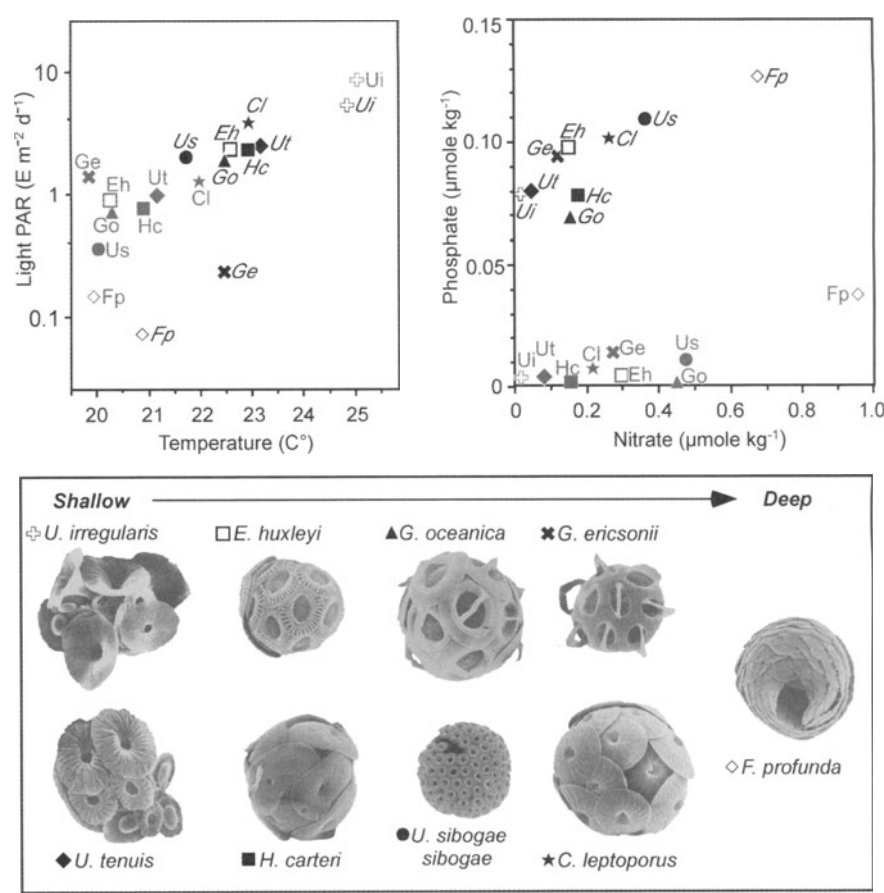 Light PAR (E m⁻² d⁻¹)
10
1
0.1
Ui
Ui
Cl
Us
Eh
Ut
Go
Hc
Ge
Eh
Ut
Cl
Go
Hc
Us
Ge
Fp
Fp
20 21 22 23 24 25
Temperature (C°)
Phosphate (µmole kg⁻¹)
0.15
0.10
0.05
0
Fp
Us
Eh
Cl
Ge
Ut
Hc
Ui
Go
Fp
Us
Ge
Cl
Ut
Ui
Hc
Eh
Go
0 0.2 0.4 0.6 0.8 1.0
Nitrate (µmole kg⁻¹)
Shallow Deep
U. irregularis E. huxleyi G. oceanica G. ericsonii
F. profunda
U. tenuis H. carteri U. sibogae sibogae C. leptoporus